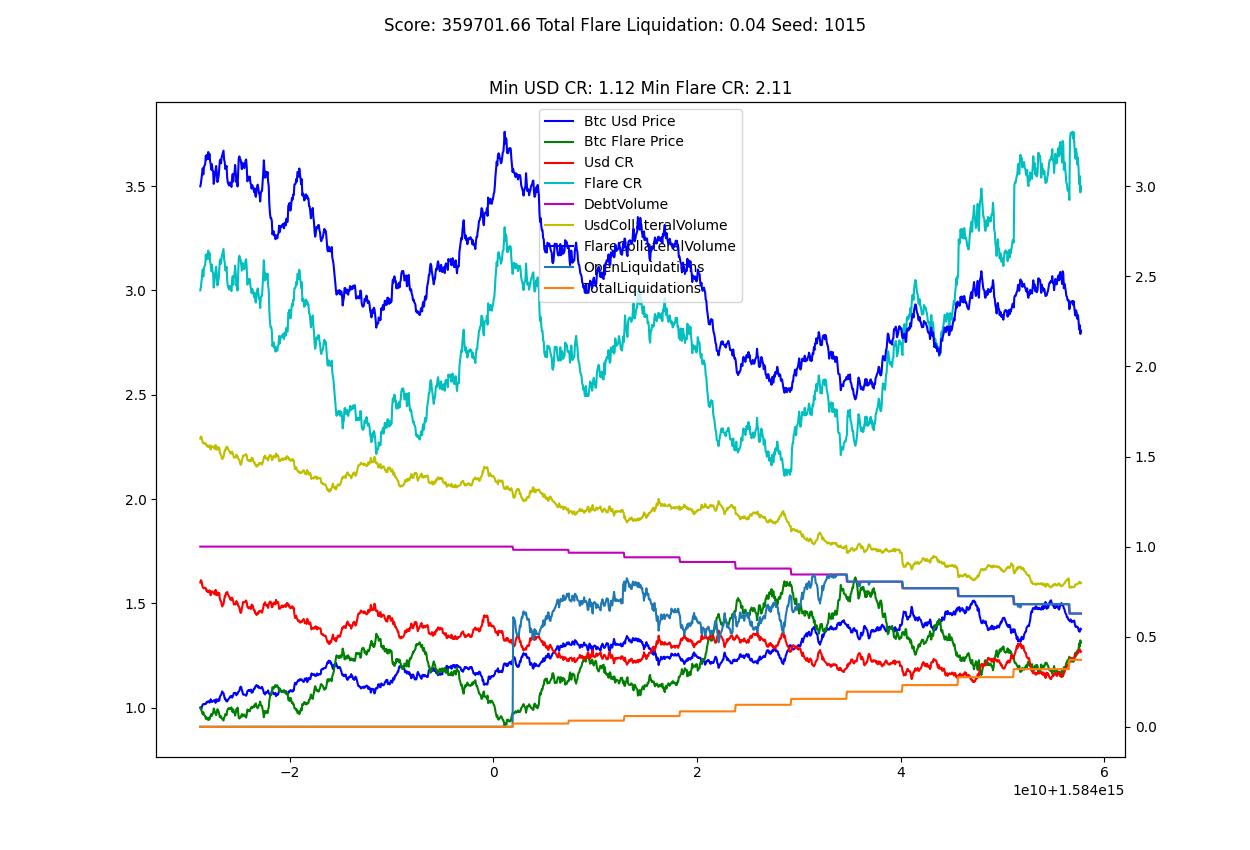 Score: 359701.66 Total Flare Liquidation: 0.04 Seed: 1015
Min USD CR: 1.12 Min Flare CR: 2.11
Btc Usd Price
Btc Flare Price
Usd CR
Flare CR
DebtVolume
UsdCollateralVolume
FlareCollateralVolume
OpenLiquidations
TotalLiquidations
3.5
3.0
2.5
2.0
1.5
1.0
3.0
2.5
2.0
1.5
1.0
0.5
0.0
−2 0 2 4 6
1e10+1.584e15